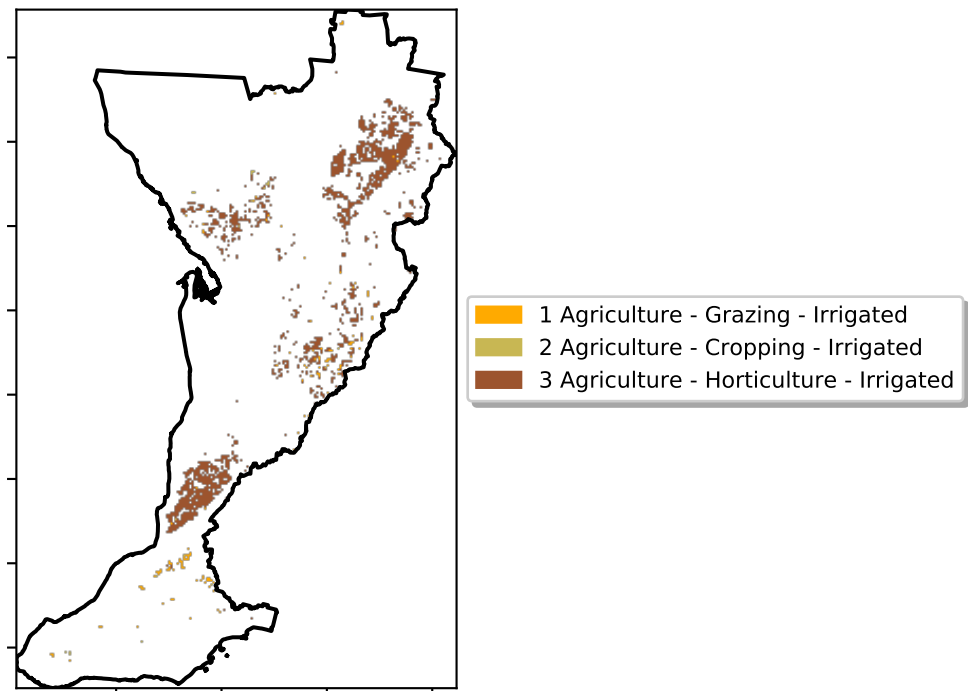 1 Agriculture - Grazing - Irrigated
2 Agriculture - Cropping - Irrigated
3 Agriculture - Horticulture - Irrigated